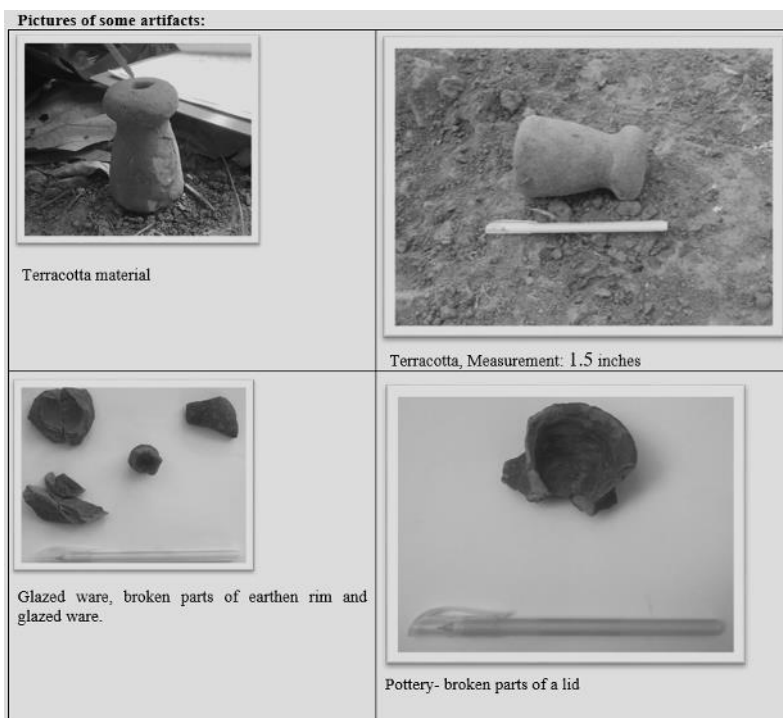 Pictures of some artifacts:
Terracotta material
Terracotta, Measurement: 1.5 inches
Glazed ware, broken parts of earthen rim and
glazed ware.
Pottery- broken parts of a lid